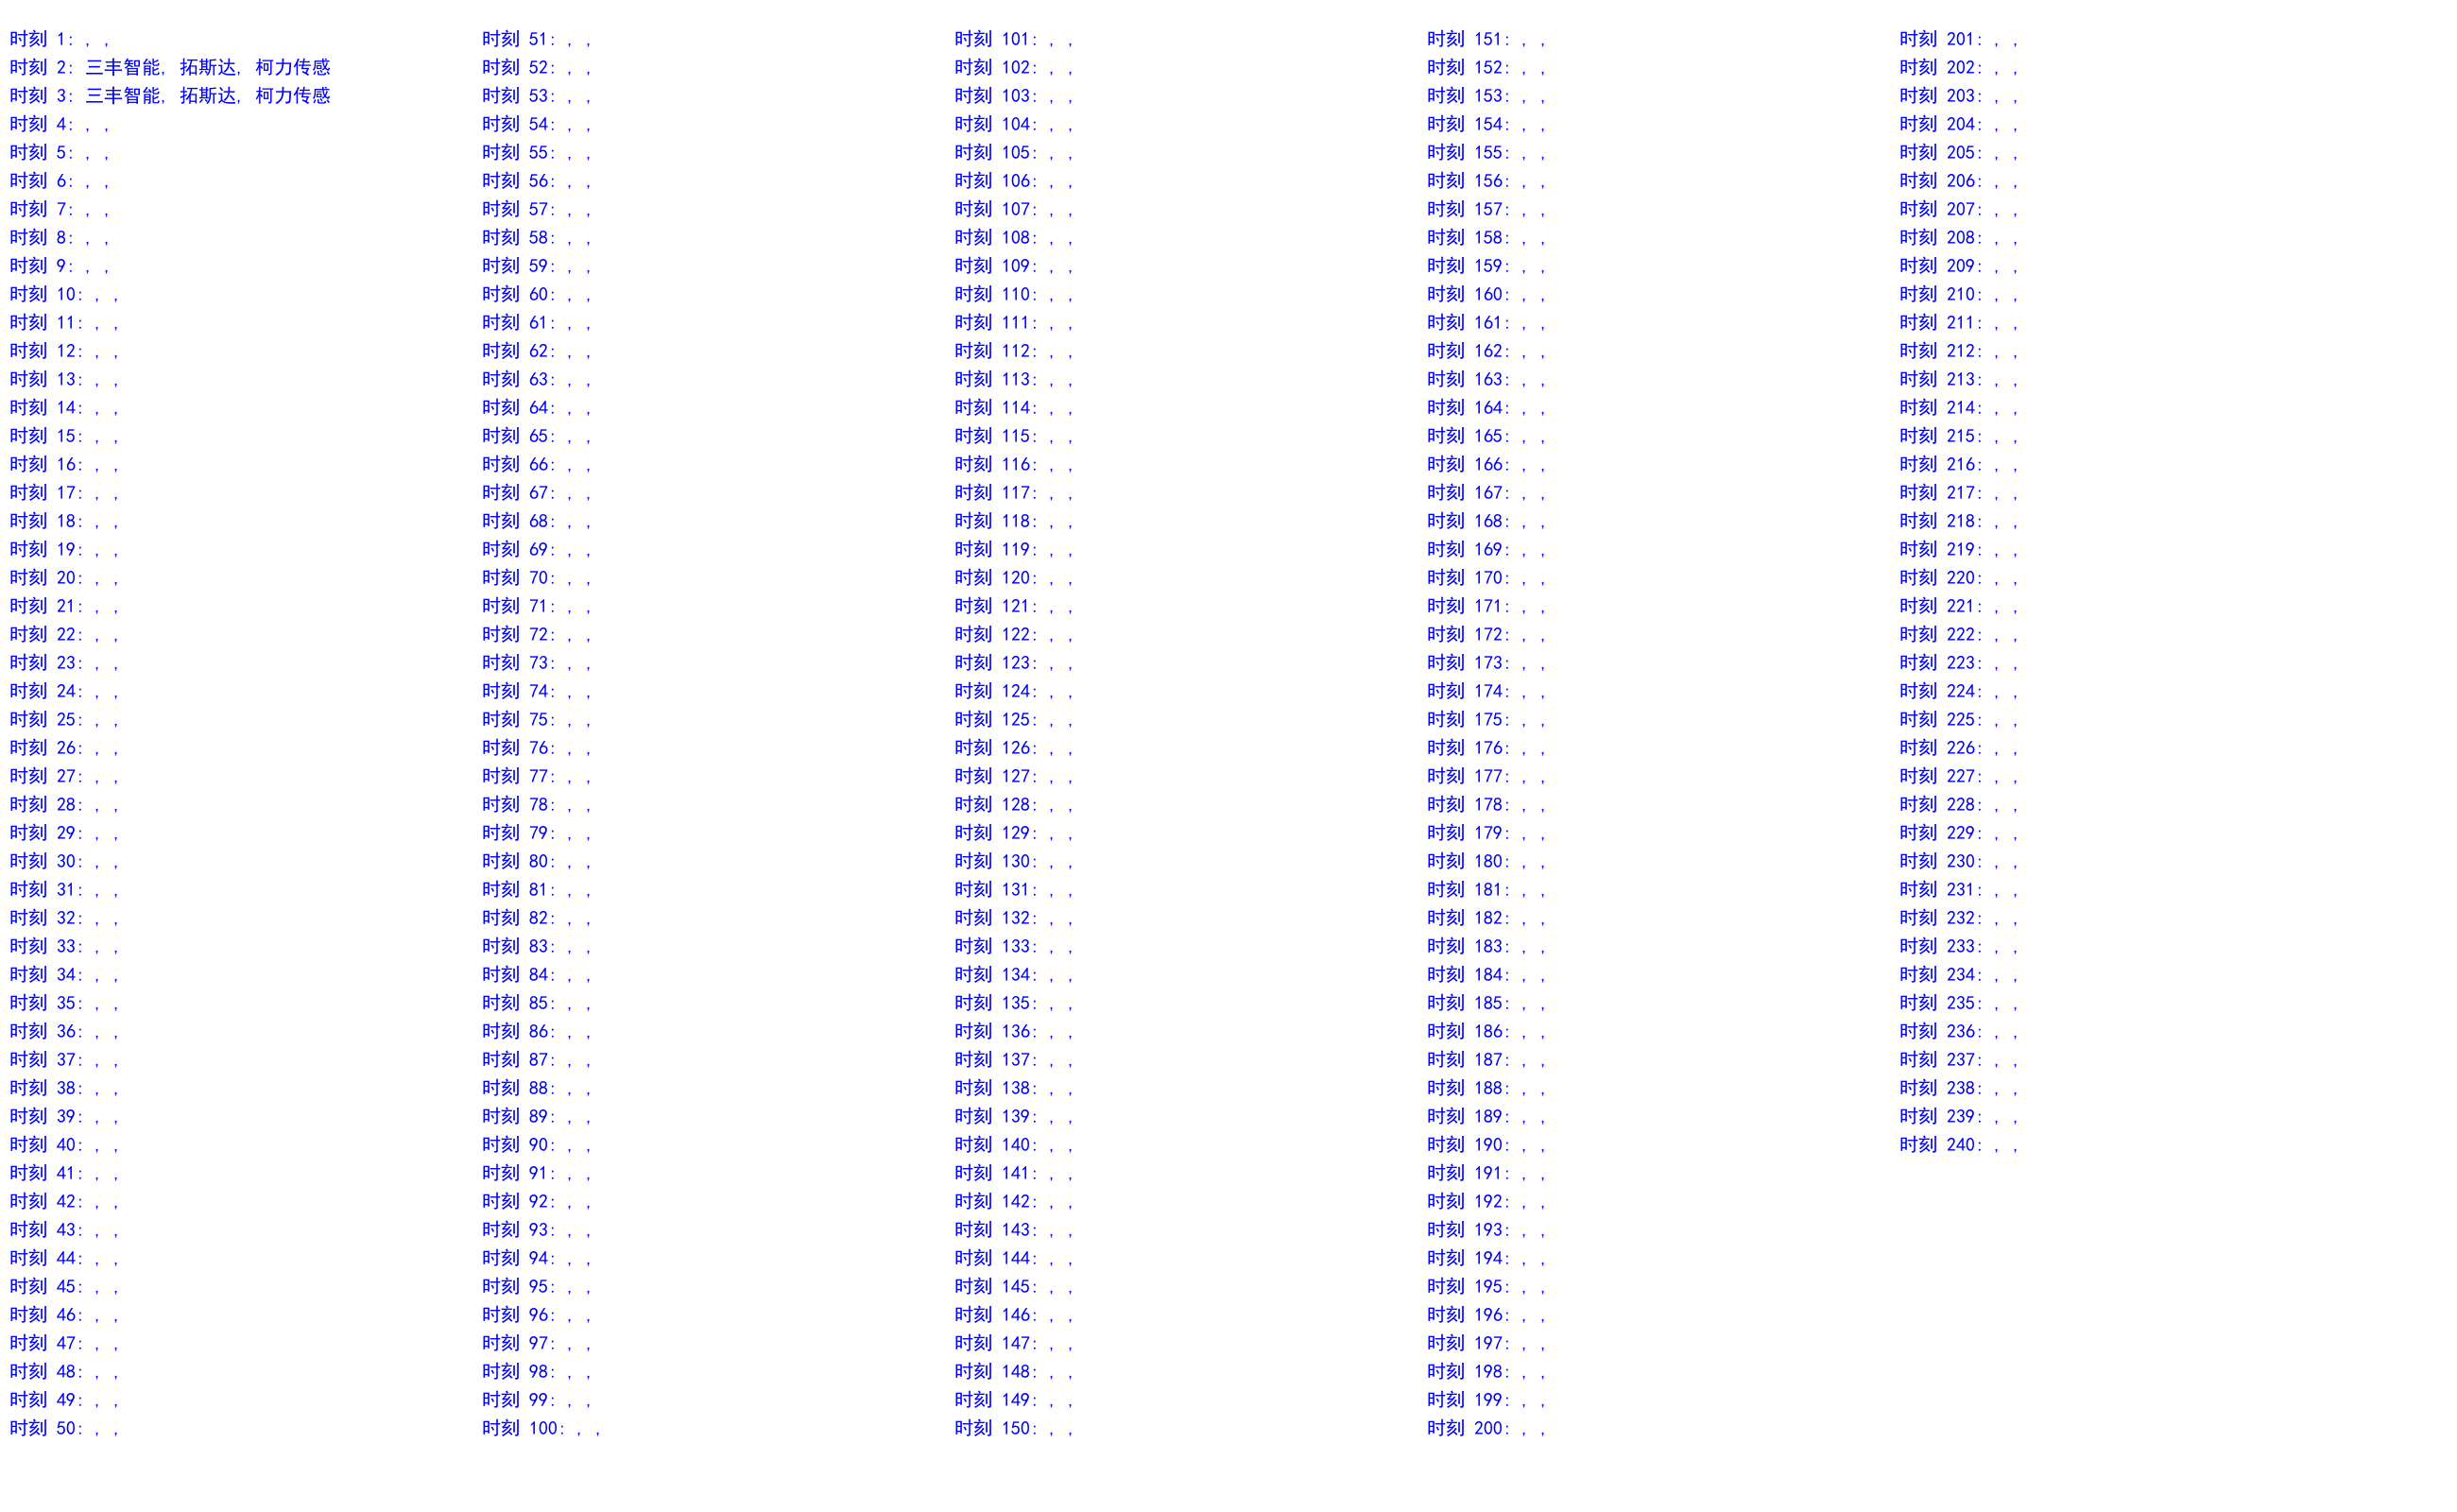 时刻 1: , ,
时刻 2: 三丰智能, 拓斯达, 柯力传感
时刻 3: 三丰智能, 拓斯达, 柯力传感
时刻 4: , ,
时刻 5: , ,
时刻 6: , ,
时刻 7: , ,
时刻 8: , ,
时刻 9: , ,
时刻 10: , ,
时刻 11: , ,
时刻 12: , ,
时刻 13: , ,
时刻 14: , ,
时刻 15: , ,
时刻 16: , ,
时刻 17: , ,
时刻 18: , ,
时刻 19: , ,
时刻 20: , ,
时刻 21: , ,
时刻 22: , ,
时刻 23: , ,
时刻 24: , ,
时刻 25: , ,
时刻 26: , ,
时刻 27: , ,
时刻 28: , ,
时刻 29: , ,
时刻 30: , ,
时刻 31: , ,
时刻 32: , ,
时刻 33: , ,
时刻 34: , ,
时刻 35: , ,
时刻 36: , ,
时刻 37: , ,
时刻 38: , ,
时刻 39: , ,
时刻 40: , ,
时刻 41: , ,
时刻 42: , ,
时刻 43: , ,
时刻 44: , ,
时刻 45: , ,
时刻 46: , ,
时刻 47: , ,
时刻 48: , ,
时刻 49: , ,
时刻 50: , ,
时刻 51: , ,
时刻 52: , ,
时刻 53: , ,
时刻 54: , ,
时刻 55: , ,
时刻 56: , ,
时刻 57: , ,
时刻 58: , ,
时刻 59: , ,
时刻 60: , ,
时刻 61: , ,
时刻 62: , ,
时刻 63: , ,
时刻 64: , ,
时刻 65: , ,
时刻 66: , ,
时刻 67: , ,
时刻 68: , ,
时刻 69: , ,
时刻 70: , ,
时刻 71: , ,
时刻 72: , ,
时刻 73: , ,
时刻 74: , ,
时刻 75: , ,
时刻 76: , ,
时刻 77: , ,
时刻 78: , ,
时刻 79: , ,
时刻 80: , ,
时刻 81: , ,
时刻 82: , ,
时刻 83: , ,
时刻 84: , ,
时刻 85: , ,
时刻 86: , ,
时刻 87: , ,
时刻 88: , ,
时刻 89: , ,
时刻 90: , ,
时刻 91: , ,
时刻 92: , ,
时刻 93: , ,
时刻 94: , ,
时刻 95: , ,
时刻 96: , ,
时刻 97: , ,
时刻 98: , ,
时刻 99: , ,
时刻 100: , ,
时刻 101: , ,
时刻 102: , ,
时刻 103: , ,
时刻 104: , ,
时刻 105: , ,
时刻 106: , ,
时刻 107: , ,
时刻 108: , ,
时刻 109: , ,
时刻 110: , ,
时刻 111: , ,
时刻 112: , ,
时刻 113: , ,
时刻 114: , ,
时刻 115: , ,
时刻 116: , ,
时刻 117: , ,
时刻 118: , ,
时刻 119: , ,
时刻 120: , ,
时刻 121: , ,
时刻 122: , ,
时刻 123: , ,
时刻 124: , ,
时刻 125: , ,
时刻 126: , ,
时刻 127: , ,
时刻 128: , ,
时刻 129: , ,
时刻 130: , ,
时刻 131: , ,
时刻 132: , ,
时刻 133: , ,
时刻 134: , ,
时刻 135: , ,
时刻 136: , ,
时刻 137: , ,
时刻 138: , ,
时刻 139: , ,
时刻 140: , ,
时刻 141: , ,
时刻 142: , ,
时刻 143: , ,
时刻 144: , ,
时刻 145: , ,
时刻 146: , ,
时刻 147: , ,
时刻 148: , ,
时刻 149: , ,
时刻 150: , ,
时刻 151: , ,
时刻 152: , ,
时刻 153: , ,
时刻 154: , ,
时刻 155: , ,
时刻 156: , ,
时刻 157: , ,
时刻 158: , ,
时刻 159: , ,
时刻 160: , ,
时刻 161: , ,
时刻 162: , ,
时刻 163: , ,
时刻 164: , ,
时刻 165: , ,
时刻 166: , ,
时刻 167: , ,
时刻 168: , ,
时刻 169: , ,
时刻 170: , ,
时刻 171: , ,
时刻 172: , ,
时刻 173: , ,
时刻 174: , ,
时刻 175: , ,
时刻 176: , ,
时刻 177: , ,
时刻 178: , ,
时刻 179: , ,
时刻 180: , ,
时刻 181: , ,
时刻 182: , ,
时刻 183: , ,
时刻 184: , ,
时刻 185: , ,
时刻 186: , ,
时刻 187: , ,
时刻 188: , ,
时刻 189: , ,
时刻 190: , ,
时刻 191: , ,
时刻 192: , ,
时刻 193: , ,
时刻 194: , ,
时刻 195: , ,
时刻 196: , ,
时刻 197: , ,
时刻 198: , ,
时刻 199: , ,
时刻 200: , ,
时刻 201: , ,
时刻 202: , ,
时刻 203: , ,
时刻 204: , ,
时刻 205: , ,
时刻 206: , ,
时刻 207: , ,
时刻 208: , ,
时刻 209: , ,
时刻 210: , ,
时刻 211: , ,
时刻 212: , ,
时刻 213: , ,
时刻 214: , ,
时刻 215: , ,
时刻 216: , ,
时刻 217: , ,
时刻 218: , ,
时刻 219: , ,
时刻 220: , ,
时刻 221: , ,
时刻 222: , ,
时刻 223: , ,
时刻 224: , ,
时刻 225: , ,
时刻 226: , ,
时刻 227: , ,
时刻 228: , ,
时刻 229: , ,
时刻 230: , ,
时刻 231: , ,
时刻 232: , ,
时刻 233: , ,
时刻 234: , ,
时刻 235: , ,
时刻 236: , ,
时刻 237: , ,
时刻 238: , ,
时刻 239: , ,
时刻 240: , ,